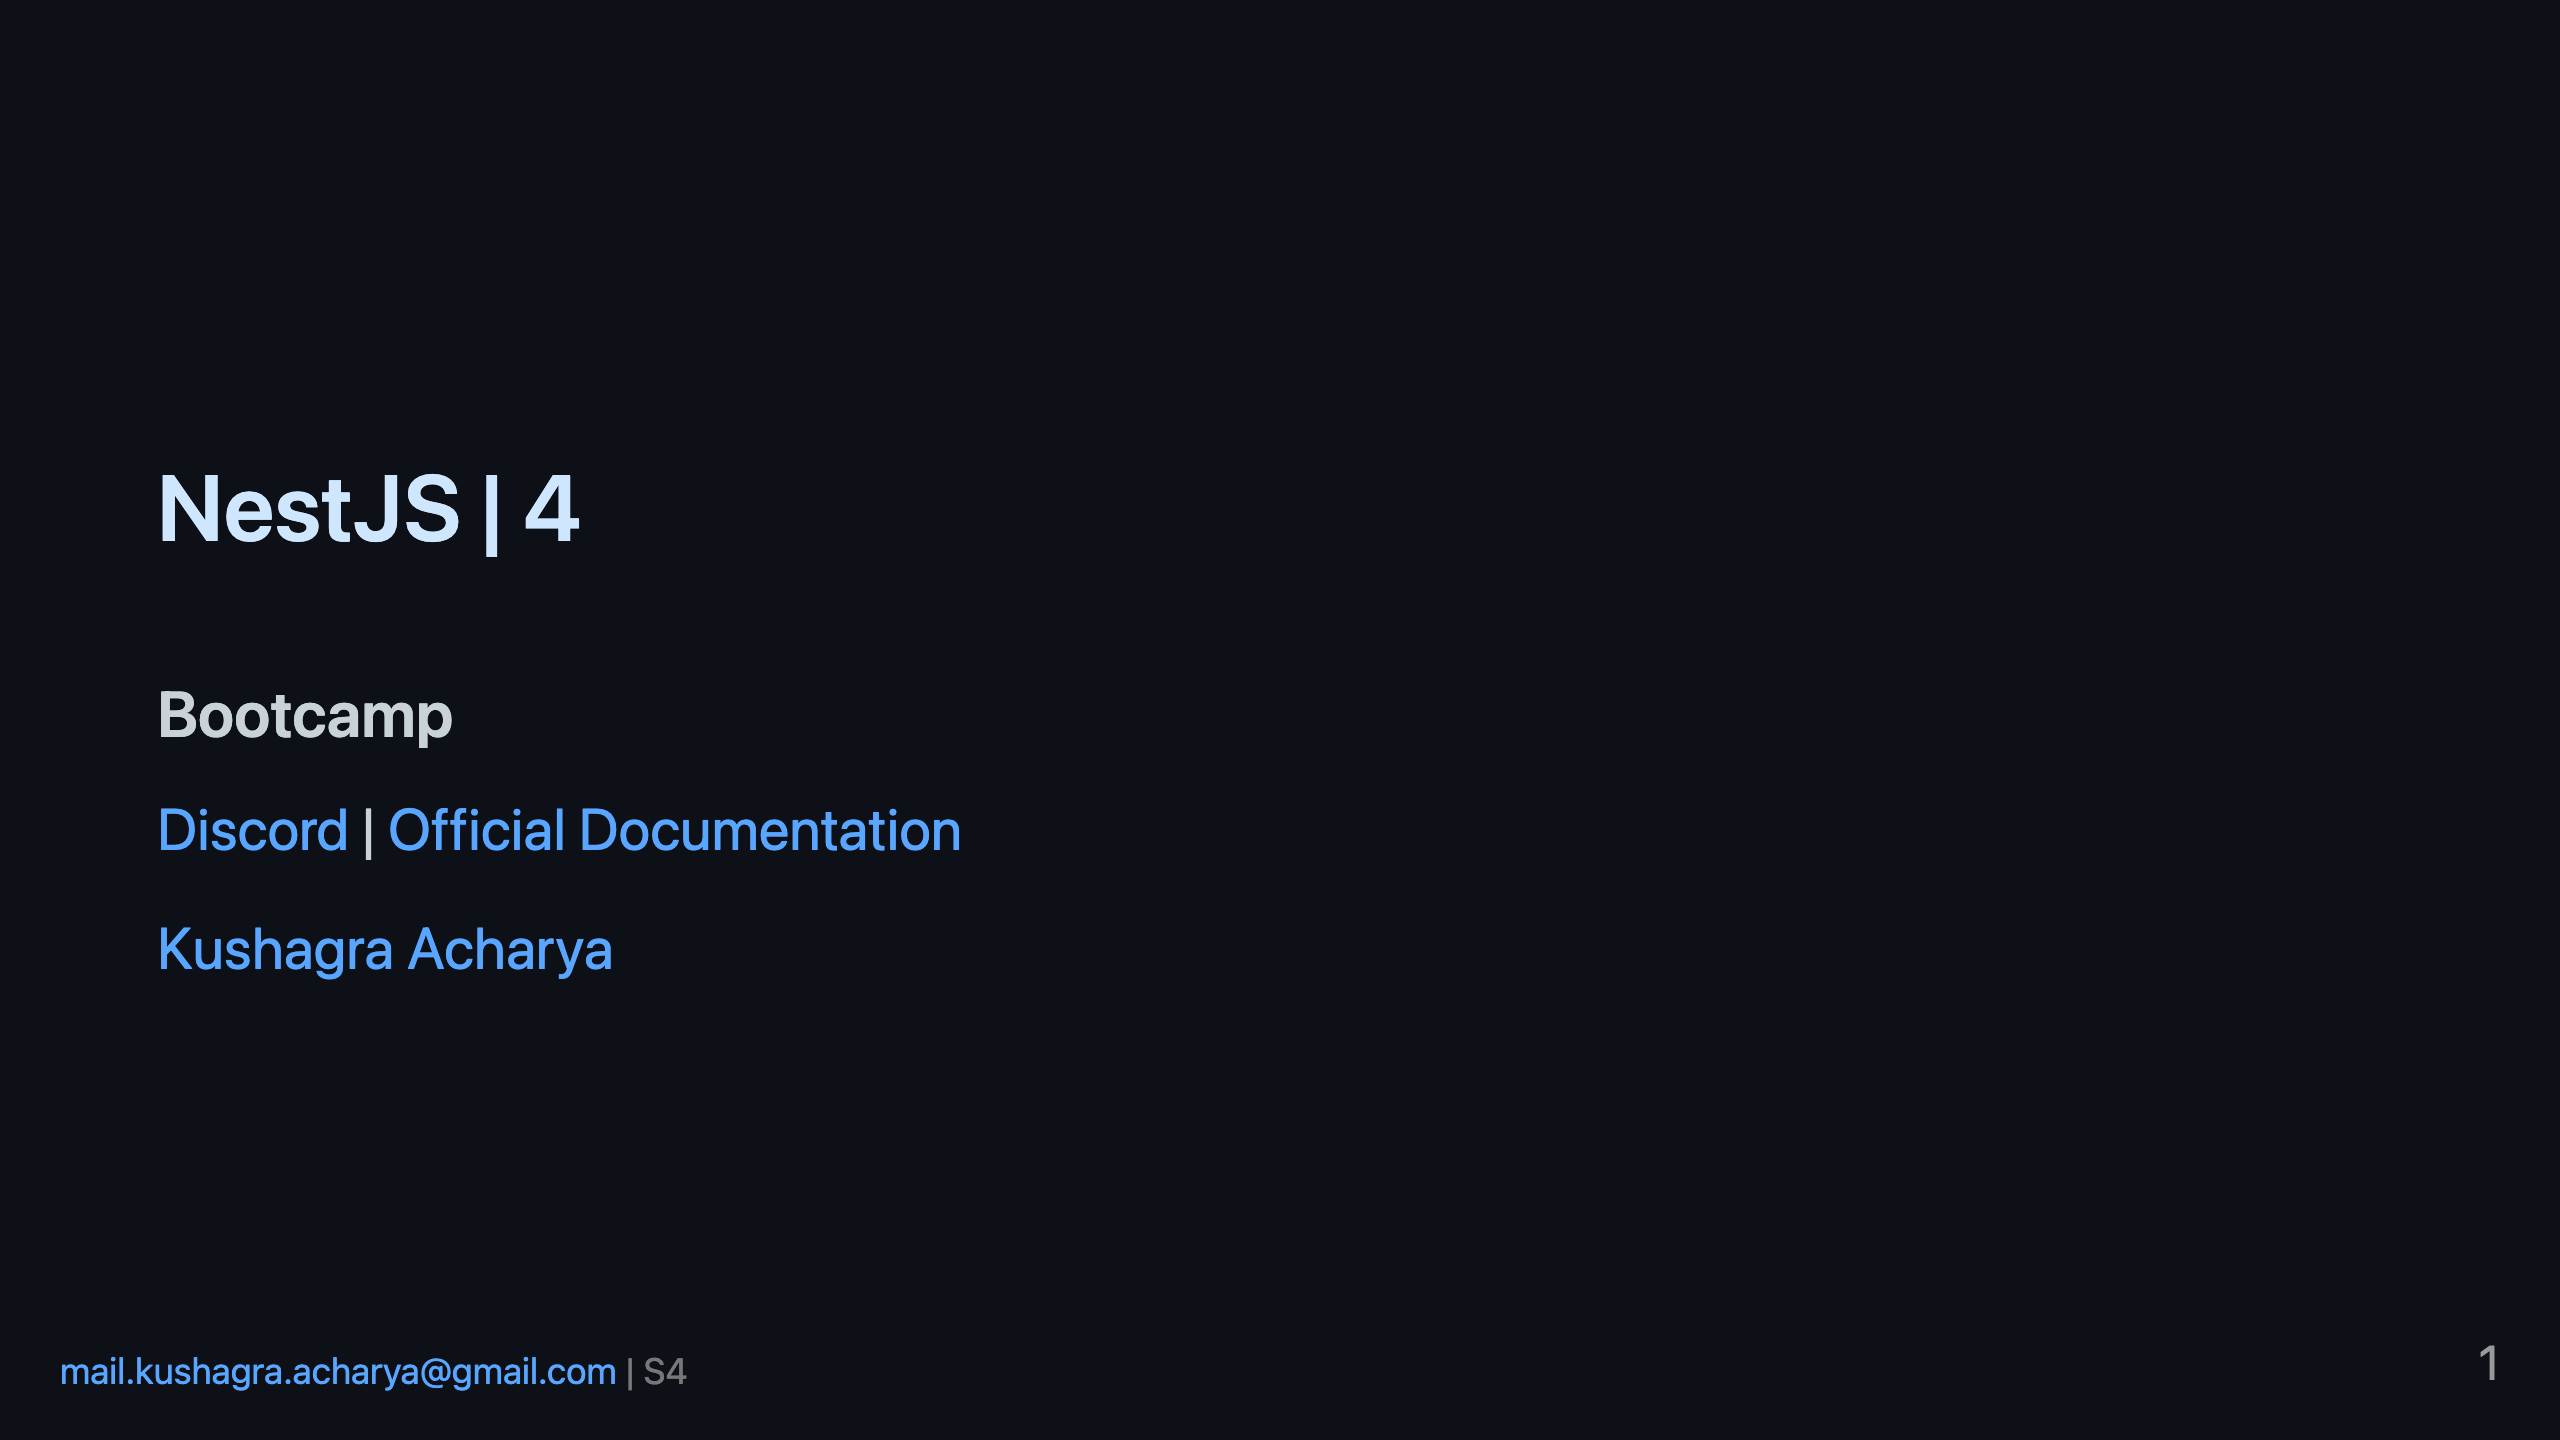 NestJS | 4
Bootcamp
Discord | Official Documentation
Kushagra Acharya
mail.kushagra.acharya@gmail.com | S4
1